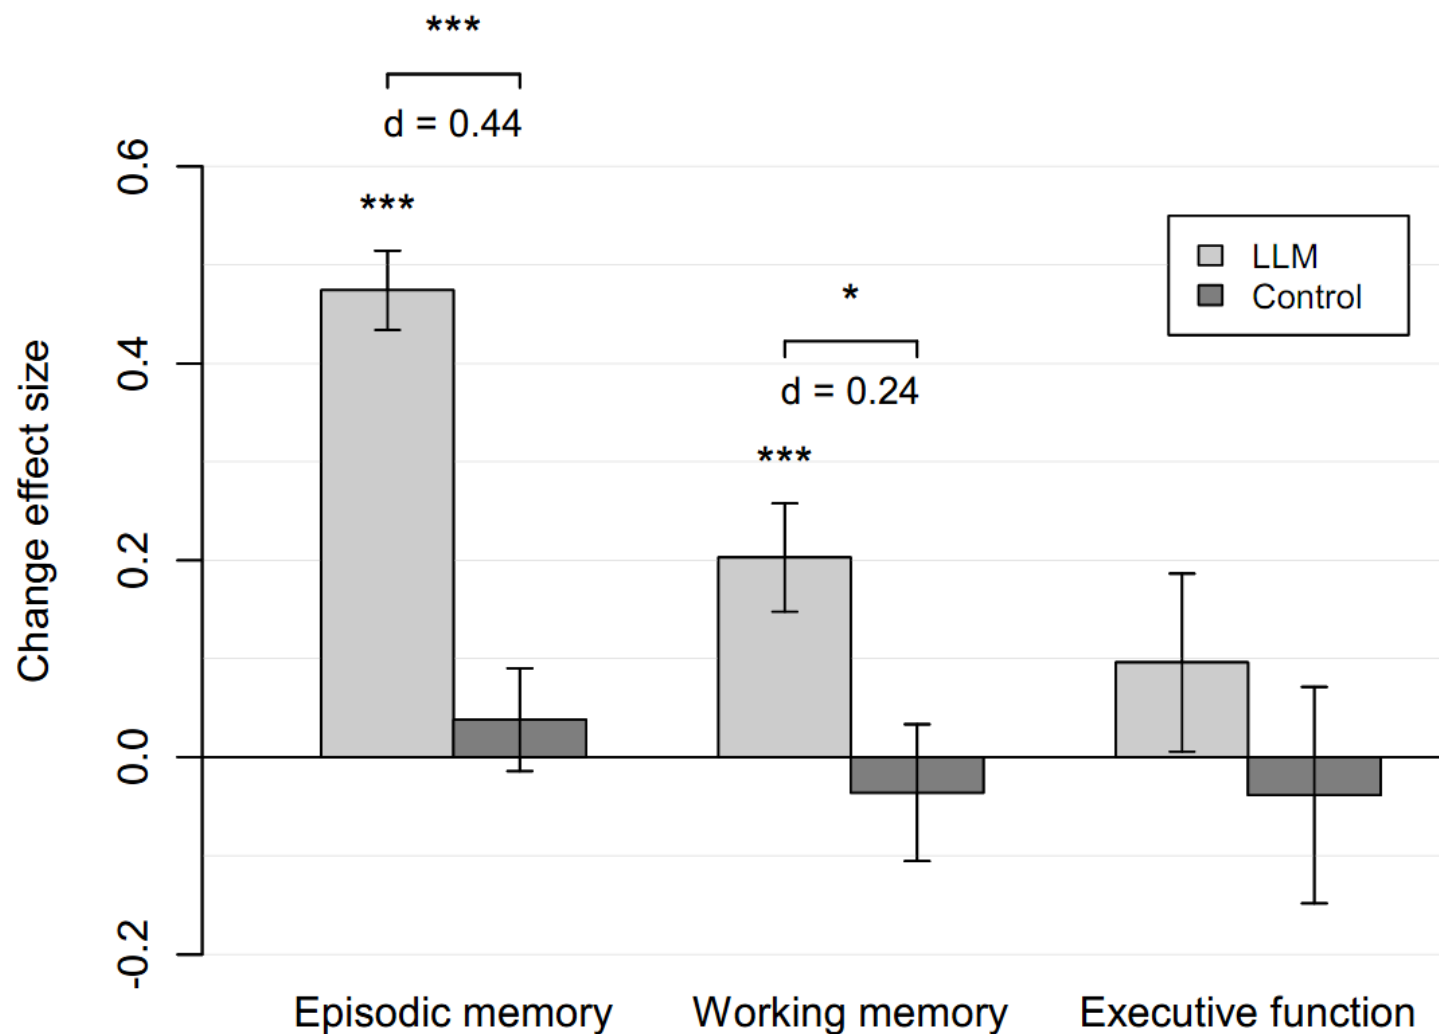 ***
d = 0.44
0.6
***
LLM
Control
*
0.4
d = 0.24
***
Change effect size
0.2
0.0
-0.2
Episodic memory
Working memory
Executive function